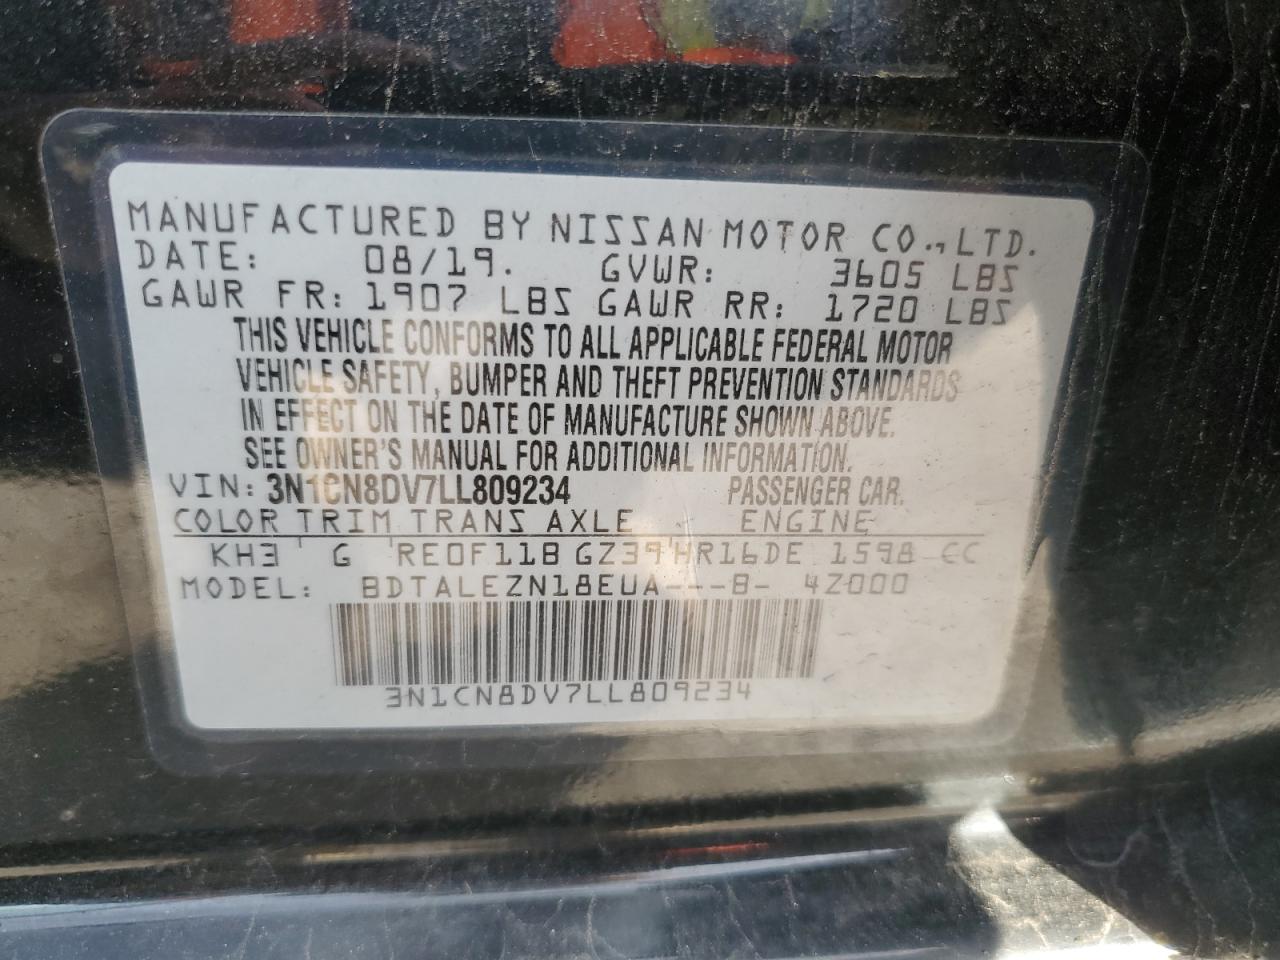 MANUFACTURED BY NISSAN MOTOR CO., LTD.
DATE: 08/19. GVWR: 3605 LBS
GAWR FR: 1907 LBS GAWR RR: 1720 LBS
THIS VEHICLE CONFORMS TO ALL APPLICABLE FEDERAL MOTOR
VEHICLE SAFETY, BUMPER AND THEFT PREVENTION STANDARDS
IN EFFECT ON THE DATE OF MANUFACTURE SHOWN ABOVE.
SEE OWNER'S MANUAL FOR ADDITIONAL INFORMATION.
VIN: 3N1CN8DV7LL809234 PASSENGER CAR.
COLOR TRIM TRANS AXLE ENGINE
KH3 ' G ' RE0F11B GZ39 ' HR16DE 1598 CC
MODEL: BDTALEZN18EUA---B- 4Z000
3N1CN8DV7LL809234